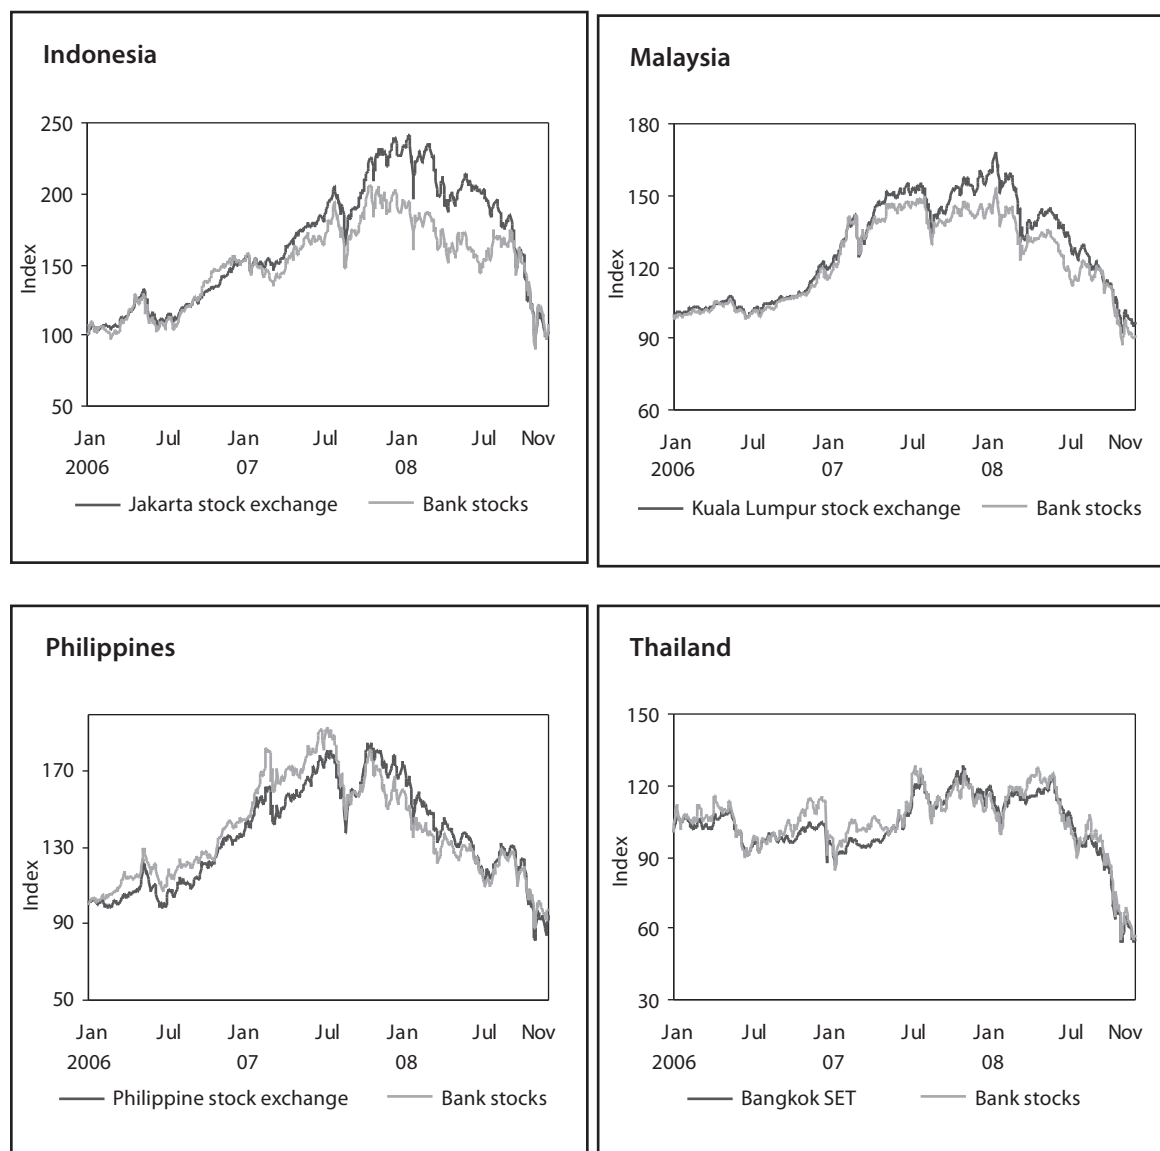 Indonesia
250
200
150
100
50
Index
Jan Jul Jan Jul Jan Jul Nov
2006 07 08
Jakarta stock exchange Bank stocks
Malaysia
180
150
120
90
60
Index
Jan Jul Jan Jul Jan Jul Nov
2006 07 08
Kuala Lumpur stock exchange Bank stocks
Philippines
170
130
90
50
Index
Jan Jul Jan Jul Jan Jul Nov
2006 07 08
Philippine stock exchange Bank stocks
Thailand
150
120
90
60
30
Index
Jan Jul Jan Jul Jan Jul Nov
2006 07 08
Bangkok SET Bank stocks